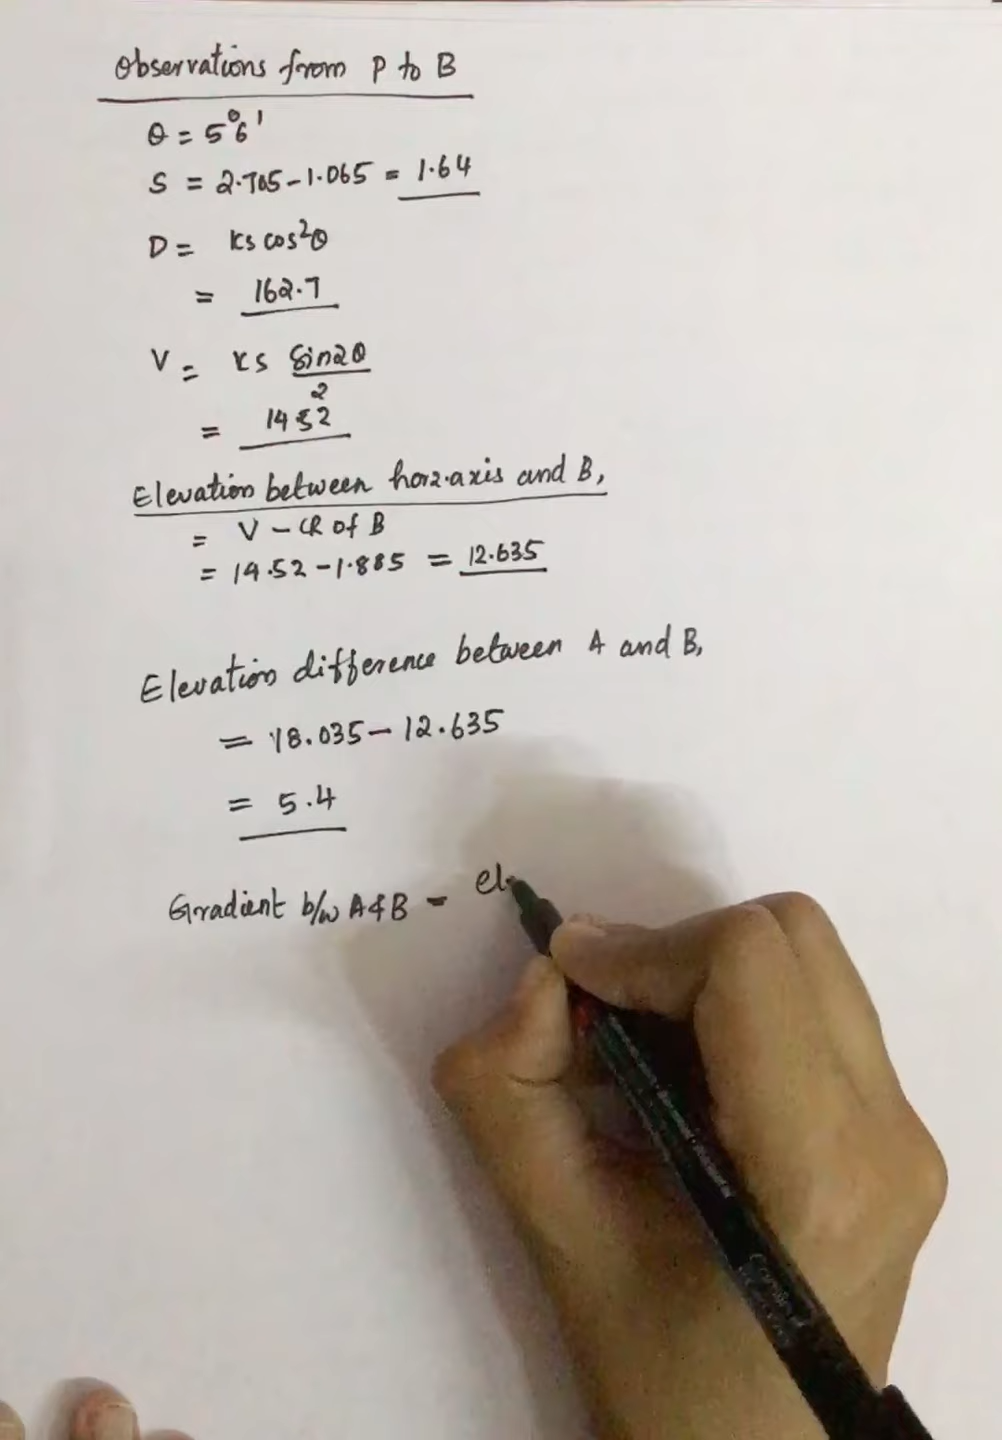 Observations from P to B
θ = 5°6'
S = 2.705-1.065 = 1.64
D = ks cos²θ
= 162.7
V = ks sin2θ/2
= 14.52
Elevation between horz.axis and B,
= V - CR of B
= 14.52-1.885 = 12.635
Elevation difference between A and B,
= 18.035-12.635
= 5.4
Gradient b/w A&B = el